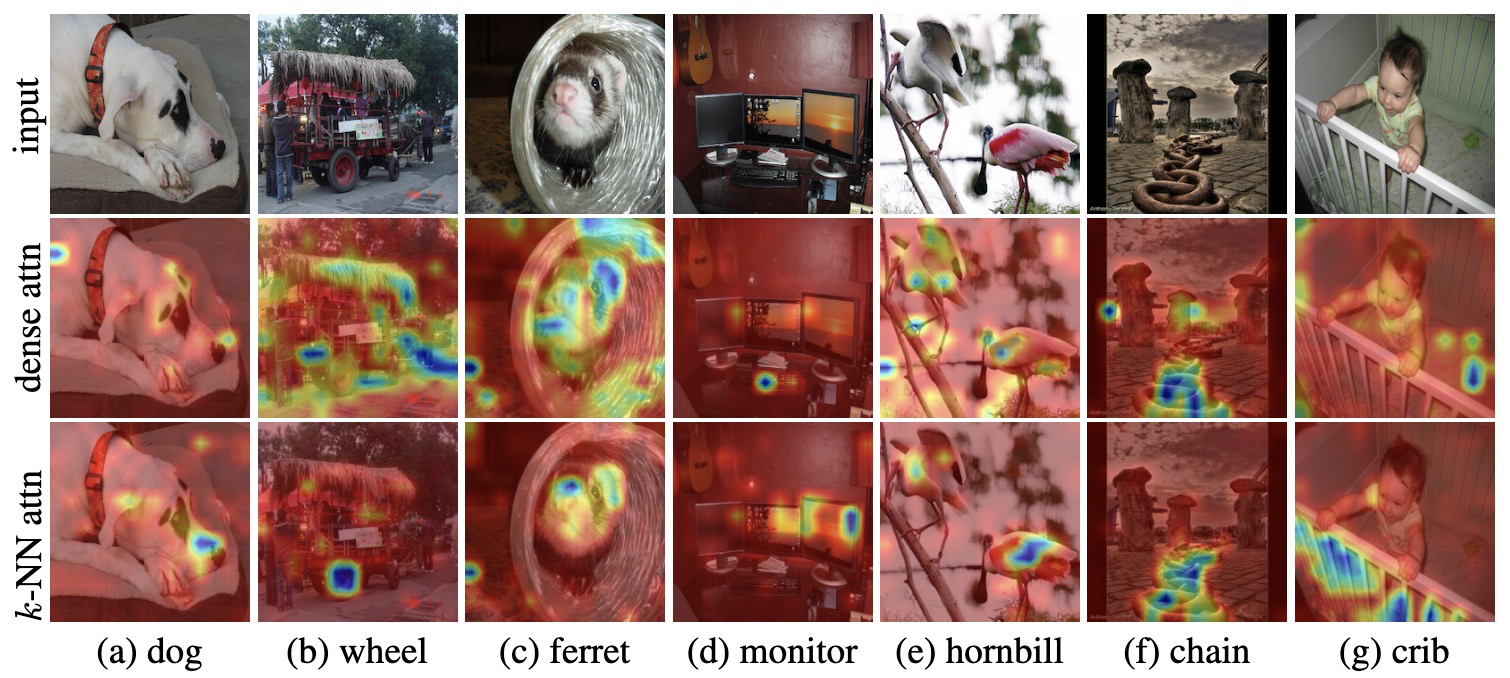 input
dense attn
k-NN attn
(a) dog
(b) wheel
(c) ferret
(d) monitor
(e) hornbill
(f) chain
(g) crib